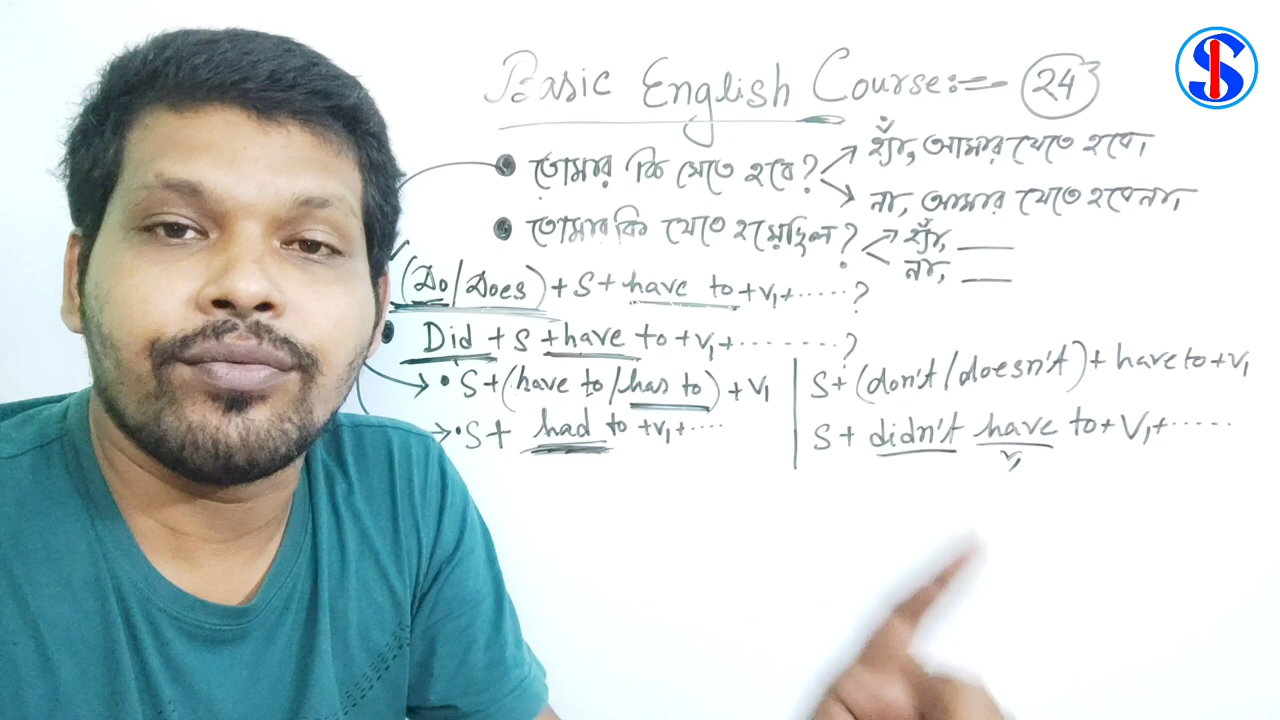 Basic English Course:- 24
তোমার কি যেতে হবে? হ্যাঁ, আমার যেতে হবে।
না, আমার যেতে হবেনা,
তোমার কি যেতে হয়েছিল? হ্যাঁ, ___
না, ___
(Do/Does) + S + have to + V1 + ..... ?
Did + S + have to + V1 + ........ ?
S + (have to/has to) + V1
S + (don't/doesn't) + have to + V1
S + had to + V1 + ....
S + didn't have to + V1 + .....
V1